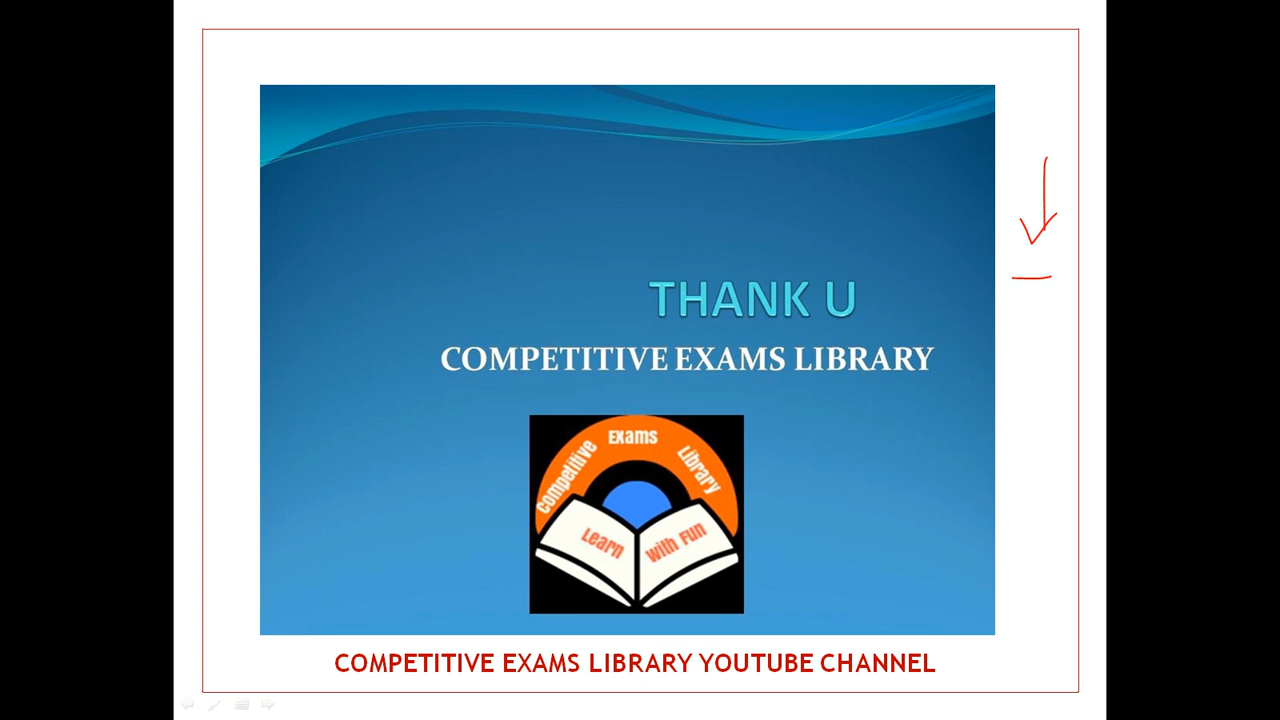 THANK U
COMPETITIVE EXAMS LIBRARY
Competitive Exams Library
Learn With Fun
COMPETITIVE EXAMS LIBRARY YOUTUBE CHANNEL